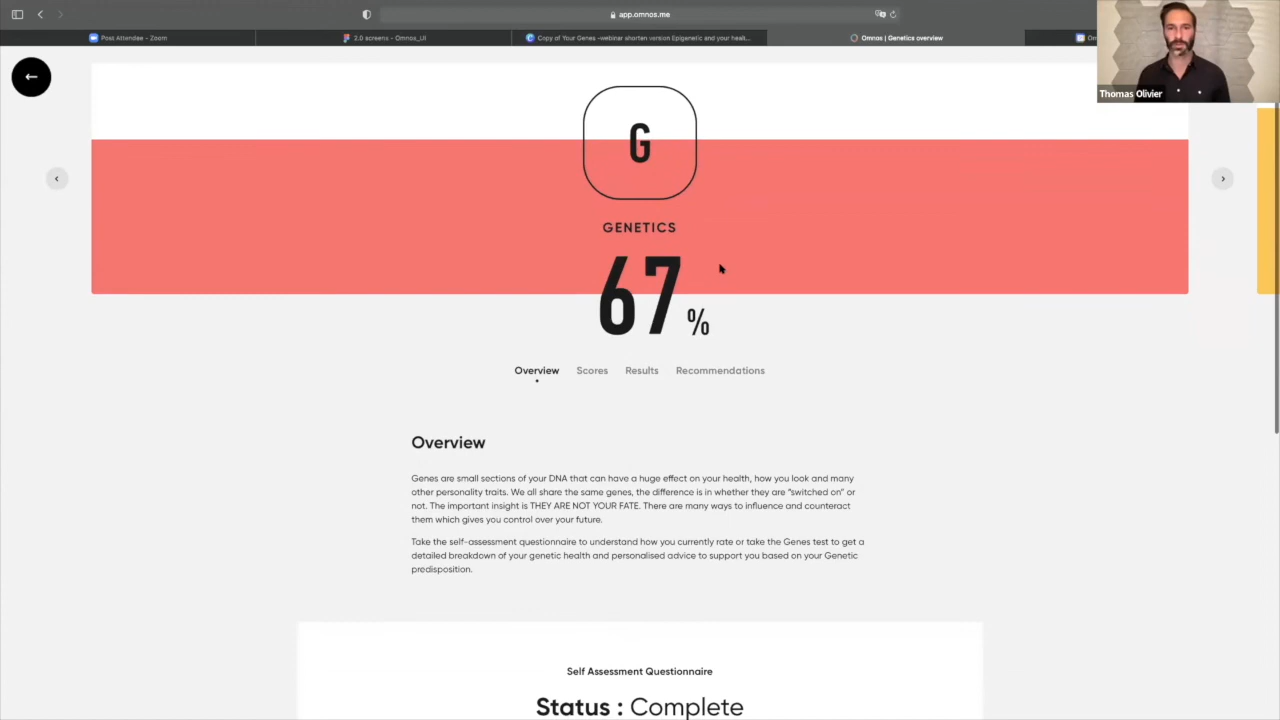 app.omnos.me
Post Attendee - Zoom
2.0 screens - Omnos_UI
Copy of Your Genes -webinar shorten version Epigenetic and your heal...
Omnos | Genetics overview
Thomas Olivier
G
GENETICS
67 %
Overview Scores Results Recommendations
Overview
Genes are small sections of your DNA that can have a huge effect on your health, how you look and many
other personality traits. We all share the same genes, the difference is in whether they are “switched on” or
not. The important insight is THEY ARE NOT YOUR FATE. There are many ways to influence and counteract
them which gives you control over your future.
Take the self-assessment questionnaire to understand how you currently rate or take the Genes test to get a
detailed breakdown of your genetic health and personalised advice to support you based on your Genetic
predisposition.
Self Assessment Questionnaire
Status : Complete